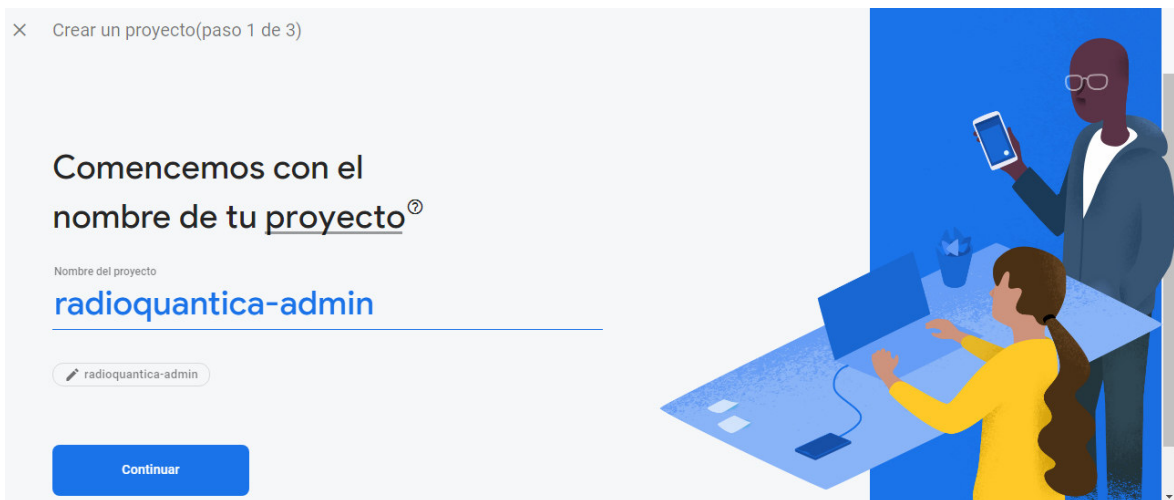 Crear un proyecto(paso 1 de 3)
Comencemos con el
nombre de tu proyecto
Nombre del proyecto
radioquantica-admin
radioquantica-admin
Continuar